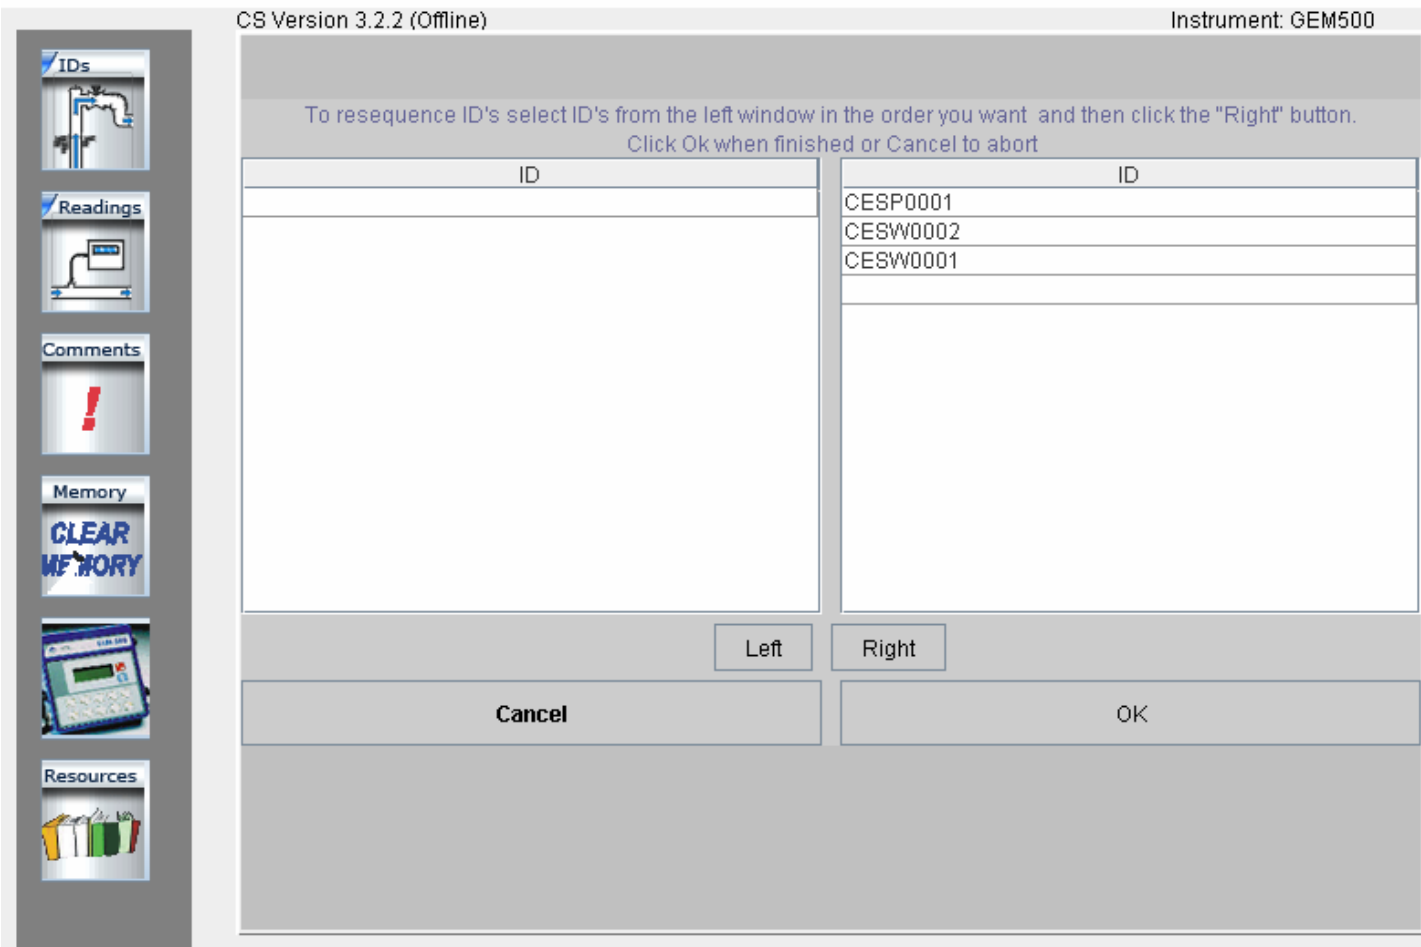 CS Version 3.2.2 (Offline)
Instrument: GEM500
IDs
Readings
Comments
!
Memory
CLEAR
MEMORY
Resources
To resequence ID's select ID's from the left window in the order you want and then click the "Right" button.
Click Ok when finished or Cancel to abort
ID
ID
CESP0001
CESW0002
CESW0001
Left
Right
Cancel
OK